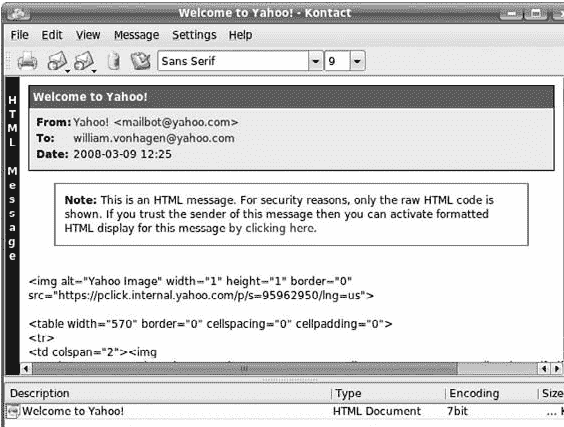 Welcome to Yahoo! - Kontact
File Edit View Message Settings Help
Sans Serif 9
HTML Message
Welcome to Yahoo!
From: Yahoo! <mailbot@yahoo.com>
To: william.vonhagen@yahoo.com
Date: 2008-03-09 12:25
Note: This is an HTML message. For security reasons, only the raw HTML code is
shown. If you trust the sender of this message then you can activate formatted
HTML display for this message by clicking here.
<img alt="Yahoo Image" width="1" height="1" border="0"
src="https://pclick.internal.yahoo.com/p/s=95962950/lng=us">
<table width="570" border="0" cellspacing="0" cellpadding="0">
<tr>
<td colspan="2"><img
Description Type Encoding Size
Welcome to Yahoo! HTML Document 7bit ... K